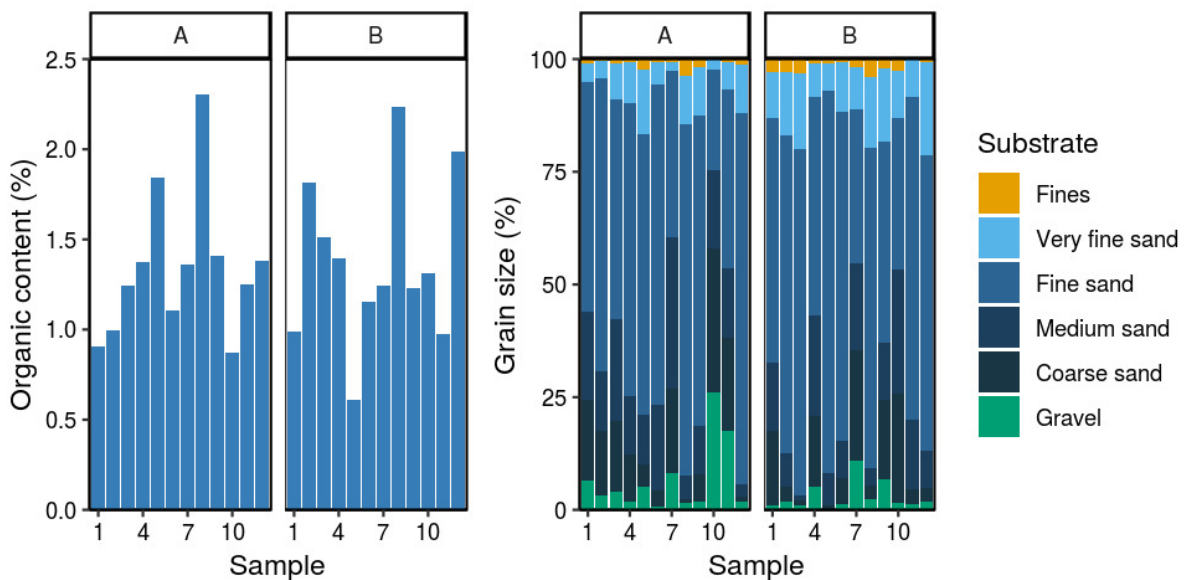 A B
2.5
2.0
1.5
1.0
0.5
0.0
Organic content (%)
1 4 7 10 1 4 7 10
Sample
A B
100
75
50
25
0
Grain size (%)
1 4 7 10 1 4 7 10
Sample
Substrate
Fines
Very fine sand
Fine sand
Medium sand
Coarse sand
Gravel